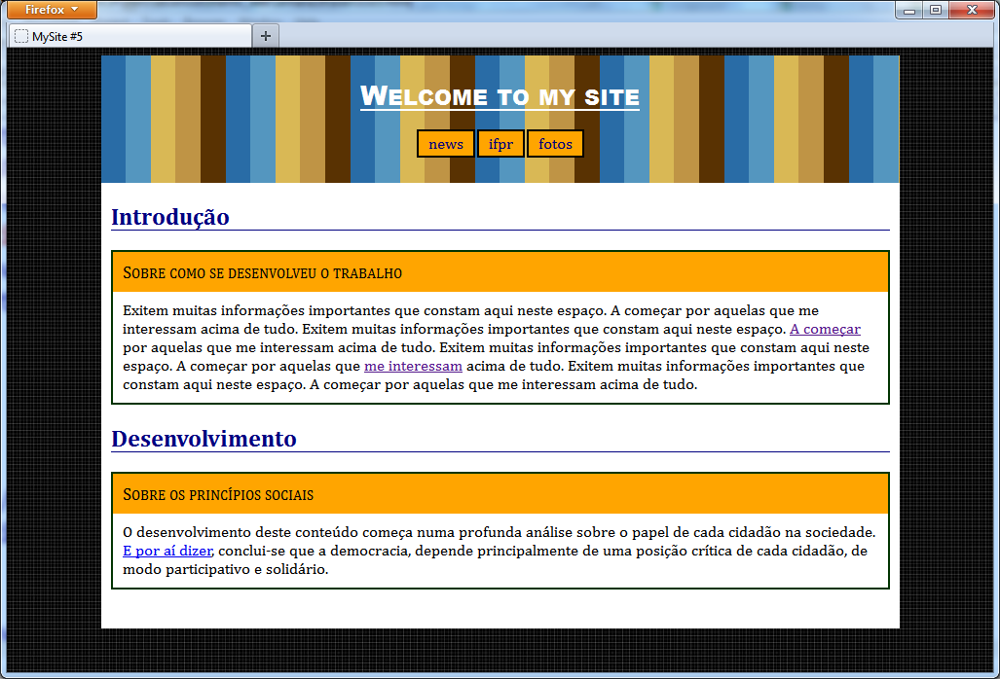 Firefox
MySite #5
Welcome to my site
news ifpr fotos
Introdução
Sobre como se desenvolveu o trabalho
Exitem muitas informações importantes que constam aqui neste espaço. A começar por aquelas que me
interessam acima de tudo. Exitem muitas informações importantes que constam aqui neste espaço. A começar
por aquelas que me interessam acima de tudo. Exitem muitas informações importantes que constam aqui neste
espaço. A começar por aquelas que me interessam acima de tudo. Exitem muitas informações importantes que
constam aqui neste espaço. A começar por aquelas que me interessam acima de tudo.
Desenvolvimento
Sobre os princípios sociais
O desenvolvimento deste conteúdo começa numa profunda análise sobre o papel de cada cidadão na sociedade.
E por aí dizer, conclui-se que a democracia, depende principalmente de uma posição crítica de cada cidadão, de
modo participativo e solidário.